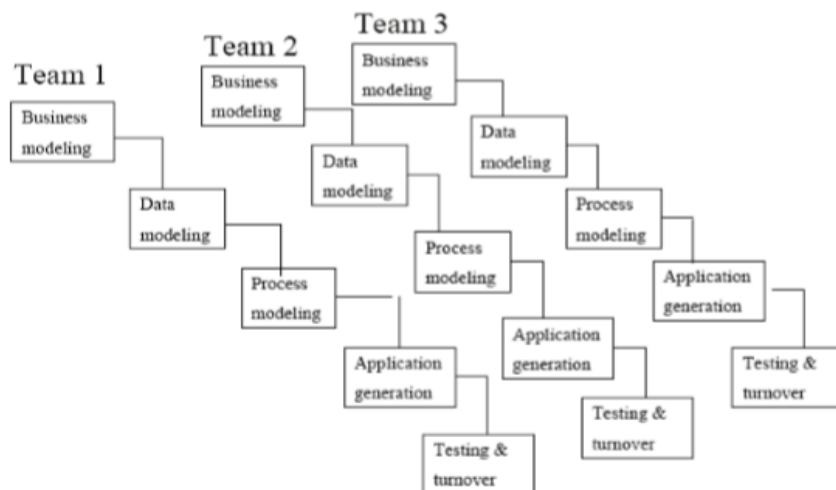 Team 1
Business
modeling
Data
modeling
Process
modeling
Application
generation
Testing &
turnover
Team 2
Business
modeling
Data
modeling
Process
modeling
Application
generation
Testing &
turnover
Team 3
Business
modeling
Data
modeling
Process
modeling
Application
generation
Testing &
turnover